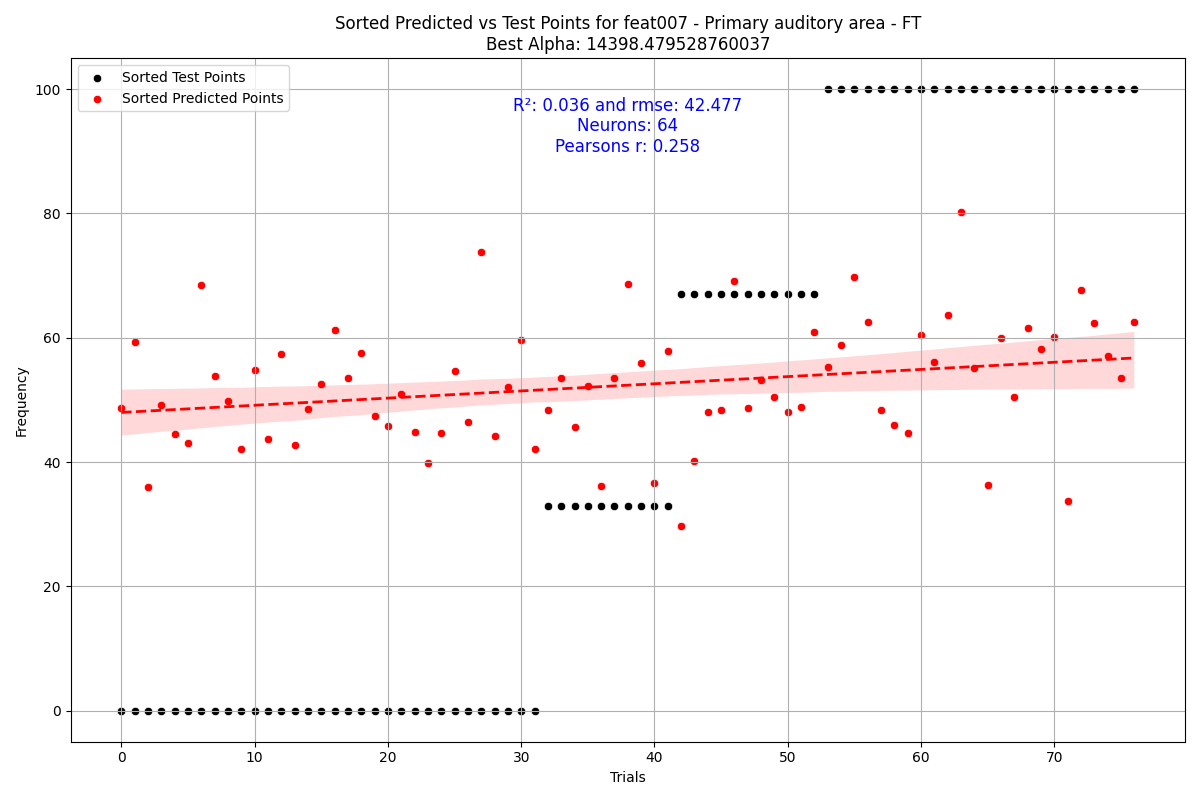 Sorted Predicted vs Test Points for feat007 - Primary auditory area - FT
Best Alpha: 14398.479528760037
Sorted Test Points
Sorted Predicted Points
R²: 0.036 and rmse: 42.477
Neurons: 64
Pearsons r: 0.258
Frequency
100
80
60
40
20
0
0 10 20 30 40 50 60 70
Trials